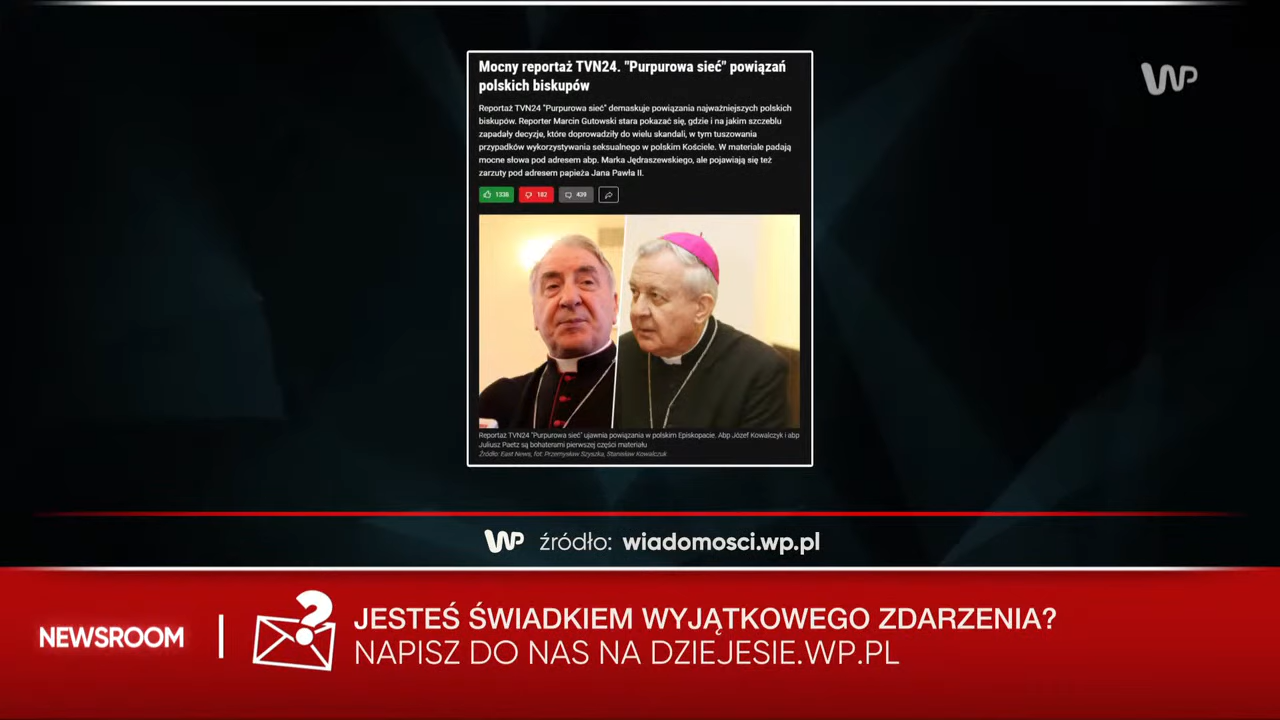 Mocny reportaż TVN24. "Purpurowa sieć" powiązań
polskich biskupów
WP
Reportaż TVN24 "Purpurowa sieć" demaskuje powiązania najważniejszych polskich
biskupów. Reporter Marcin Gutowski stara pokazać się, gdzie i na jakim szczeblu
zapadały decyzje, które doprowadziły do wielu skandali, w tym tuszowania
przypadków wykorzystywania seksualnego w polskim Kościele. W materiale padają
mocne słowa pod adresem abp. Marka Jędraszewskiego, ale pojawiają się też
zarzuty pod adresem papieża Jana Pawła II.
1338 182 439
Reportaż TVN24 "Purpurowa sieć" ujawnia powiązania w polskim Episkopacie. Abp Józef Kowalczyk i abp
Juliusz Paetz są bohaterami pierwszej części materiału
Źródło: East News, fot: Przemysław Szyszka, Stanisław Kowalczuk
WP źródło: wiadomosci.wp.pl
NEWSROOM
JESTEŚ ŚWIADKIEM WYJĄTKOWEGO ZDARZENIA?
NAPISZ DO NAS NA DZIEJESIE.WP.PL